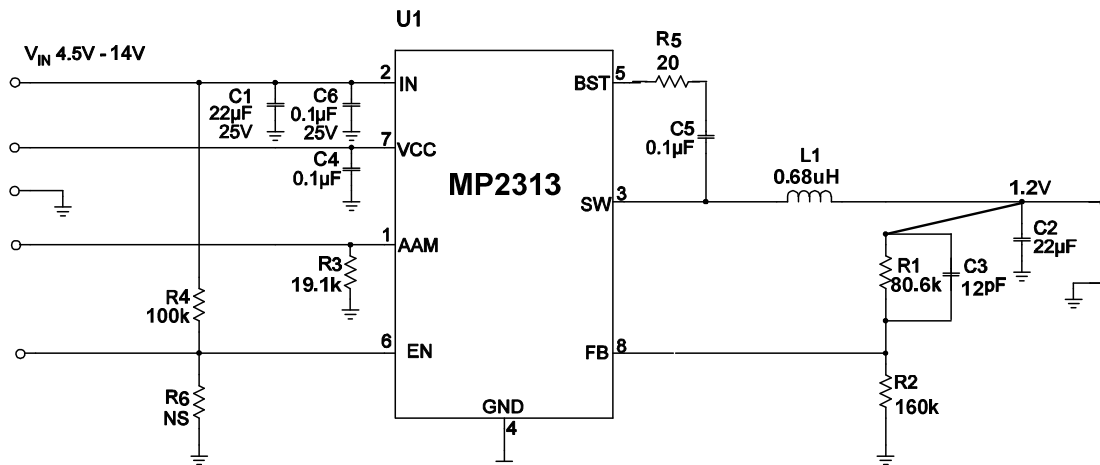 U1
V_IN 4.5V - 14V
2
IN
C1
22µF
25V
C6
0.1µF
25V
7
VCC
C4
0.1µF
1
AAM
R3
19.1k
R4
100k
6
EN
R6
NS
MP2313
GND
4
BST
5
R5
20
C5
0.1µF
SW
3
L1
0.68uH
1.2V
C2
22µF
R1
80.6k
C3
12pF
FB
8
R2
160k